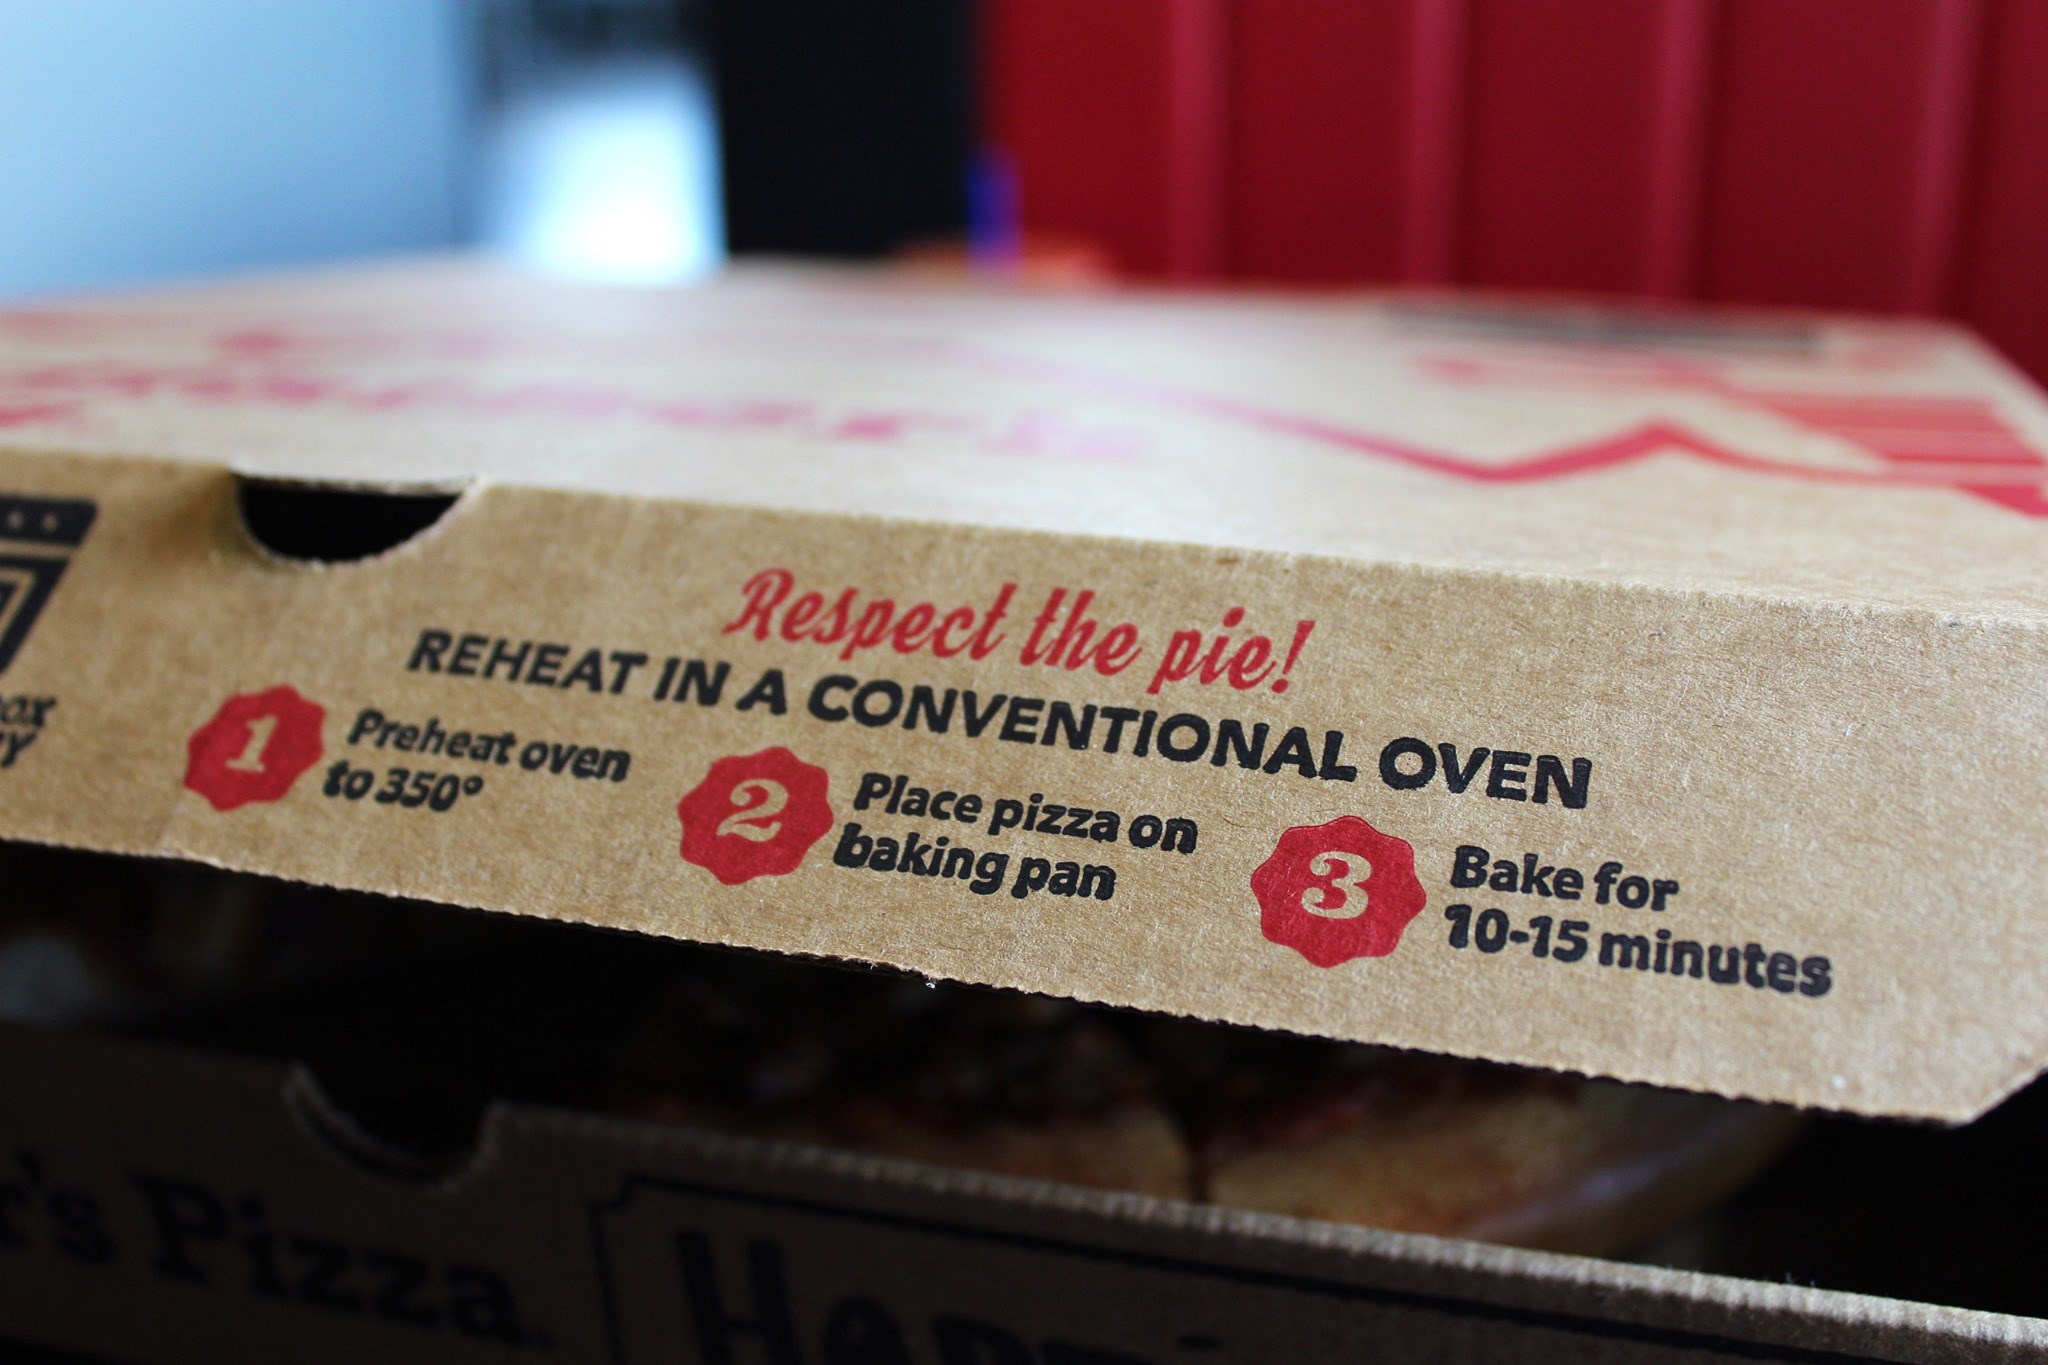 Respect the pie!
REHEAT IN A CONVENTIONAL OVEN
1 Preheat oven
to 350°
2 Place pizza on
baking pan
3 Bake for
10-15 minutes
's Pizza